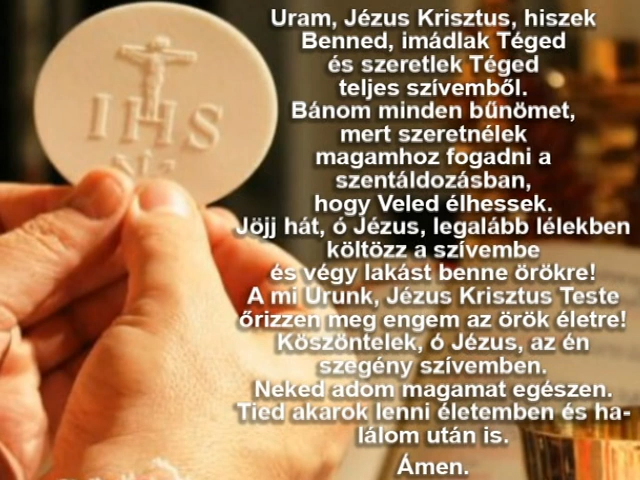 Uram, Jézus Krisztus, hiszek
Benned, imádlak Téged
és szeretlek Téged
teljes szívemből.
Bánom minden bűnömet,
mert szeretnélek
magamhoz fogadni a
szentáldozásban,
hogy Veled élhessek.
Jöjj hát, ó Jézus, legalább lélekben
költözz a szívembe
és végy lakást benne örökre!
A mi Urunk, Jézus Krisztus Teste
őrizzen meg engem az örök életre!
Köszöntelek, ó Jézus, az én
szegény szívemben.
Neked adom magamat egészen.
Tied akarok lenni életemben és ha-
lálom után is.
Ámen.
IHS